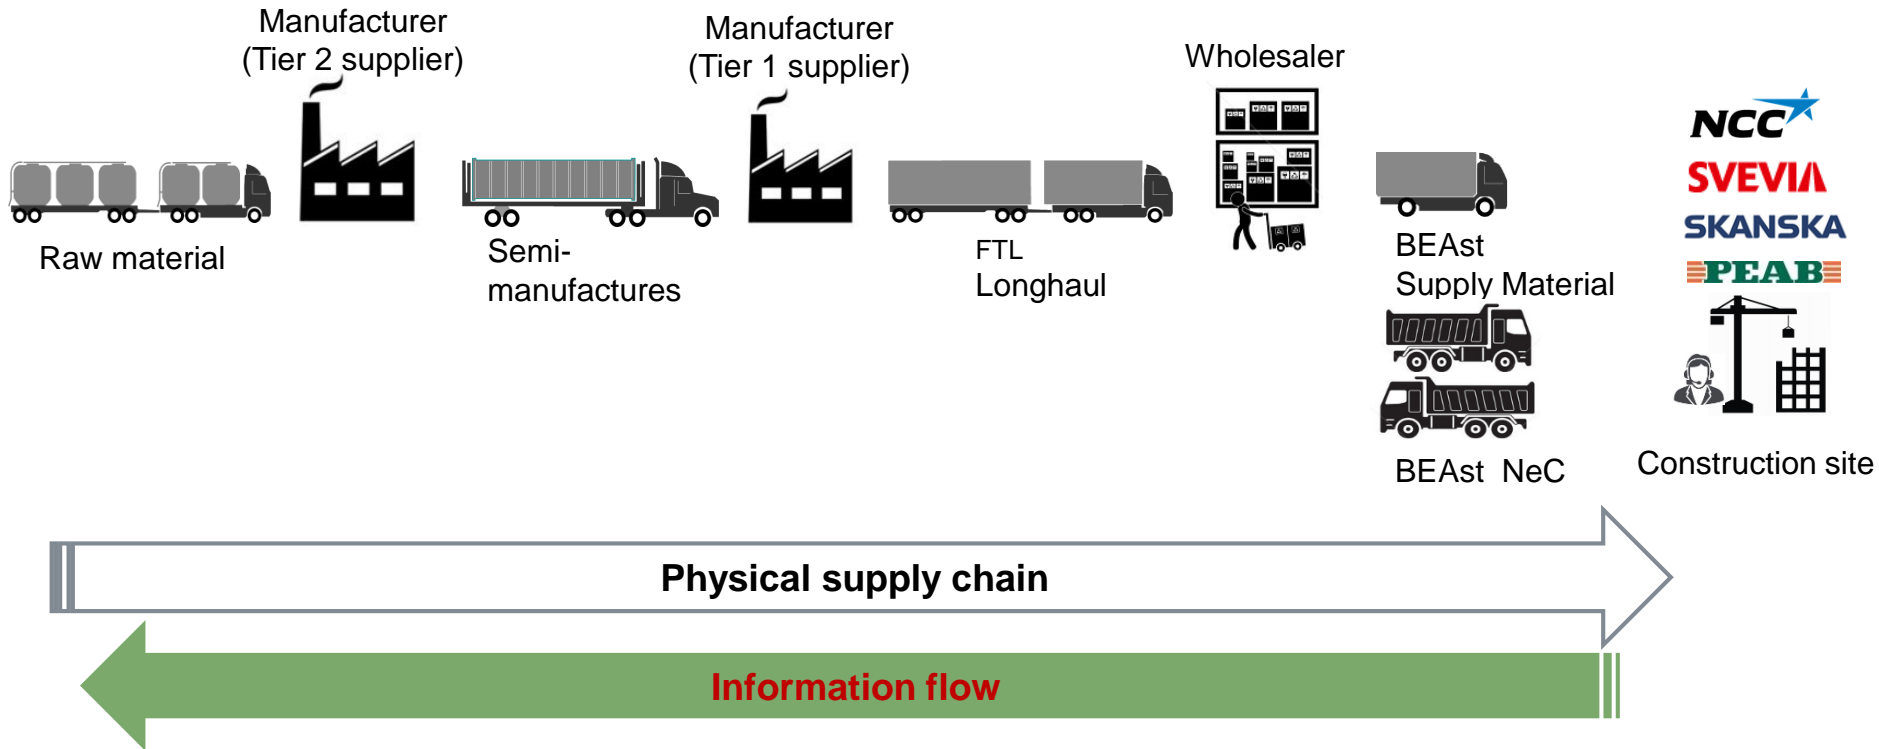 Manufacturer
(Tier 2 supplier)
Manufacturer
(Tier 1 supplier)
Wholesaler
NCC
SVEVIA
SKANSKA
PEAB
Raw material
Semi-
manufactures
FTL
Longhaul
BEAst
Supply Material
BEAst NeC
Construction site
Physical supply chain
Information flow